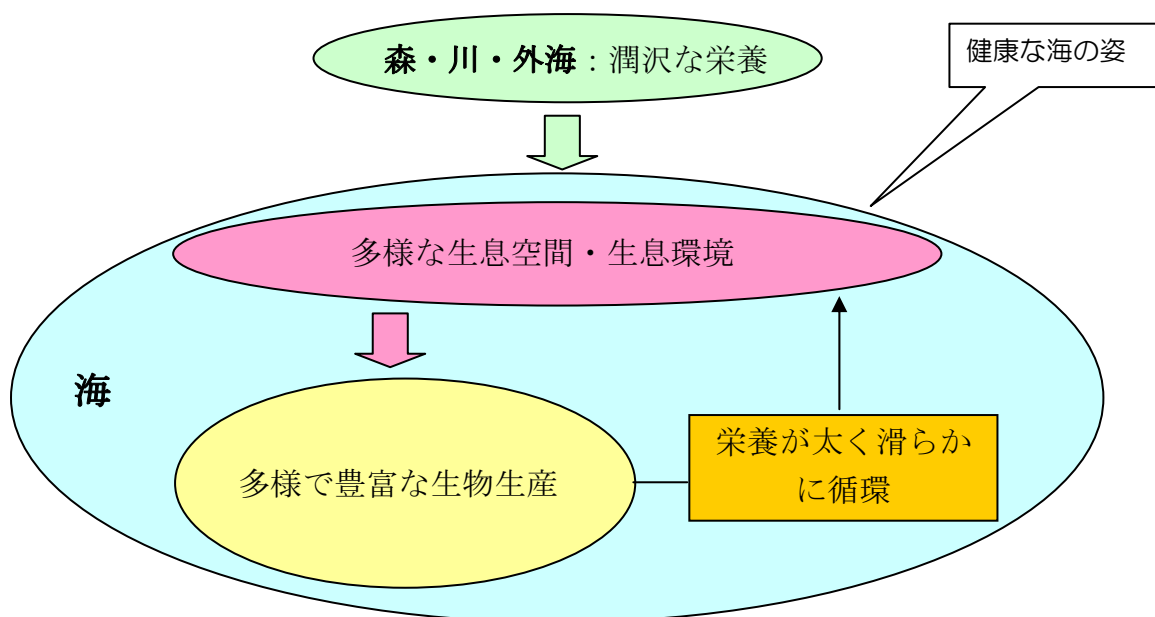 森・川・外海：潤沢な栄養
健康な海の姿
多様な生息空間・生息環境
海
多様で豊富な生物生産
栄養が太く滑らか
に循環